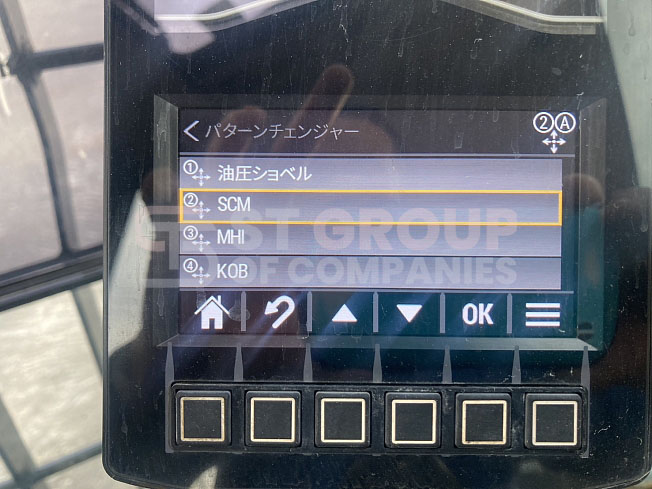 パターンチェンジャー
②Ⓐ
① 油圧ショベル
② SCM
③ MHI
④ KOB
ST GROUP
OF COMPANIES
OK